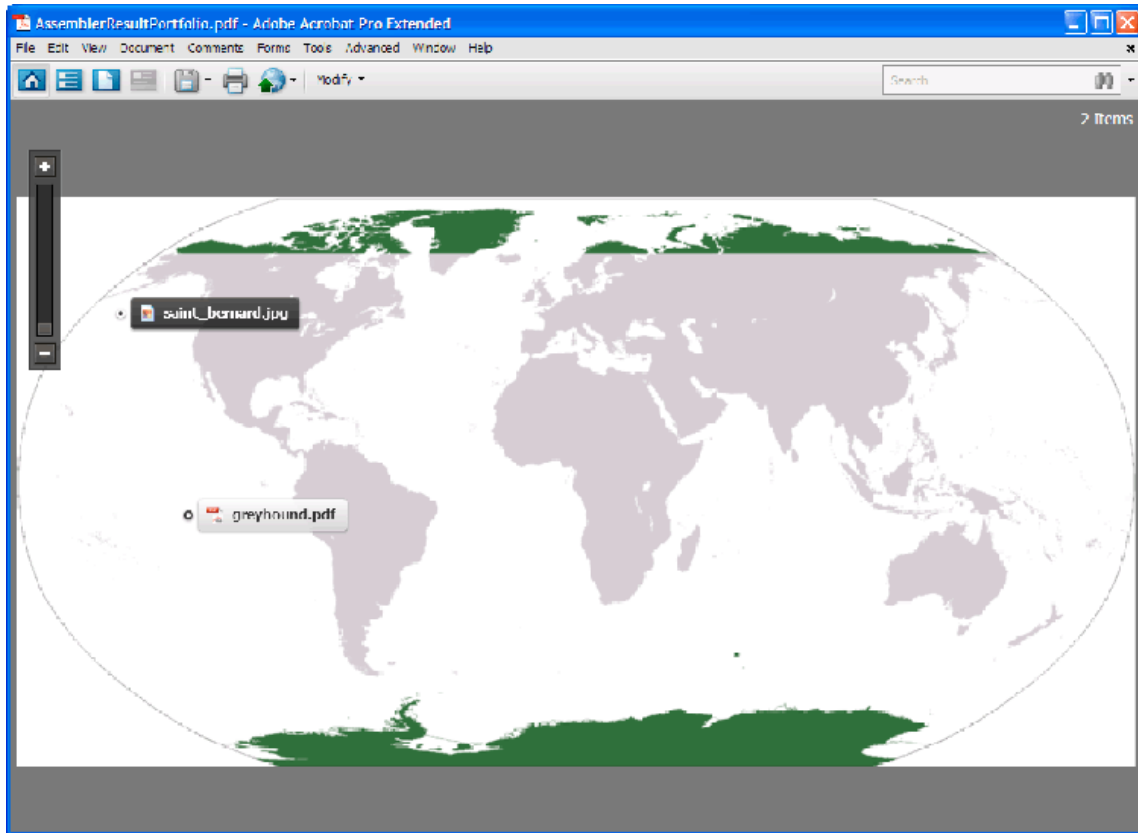 AssemblerResultPortfolio.pdf - Adobe Acrobat Pro Extended
File Edit View Document Comments Forms Tools Advanced Window Help
Modify Search
2 Items
saint_bernard.jpg
greyhound.pdf